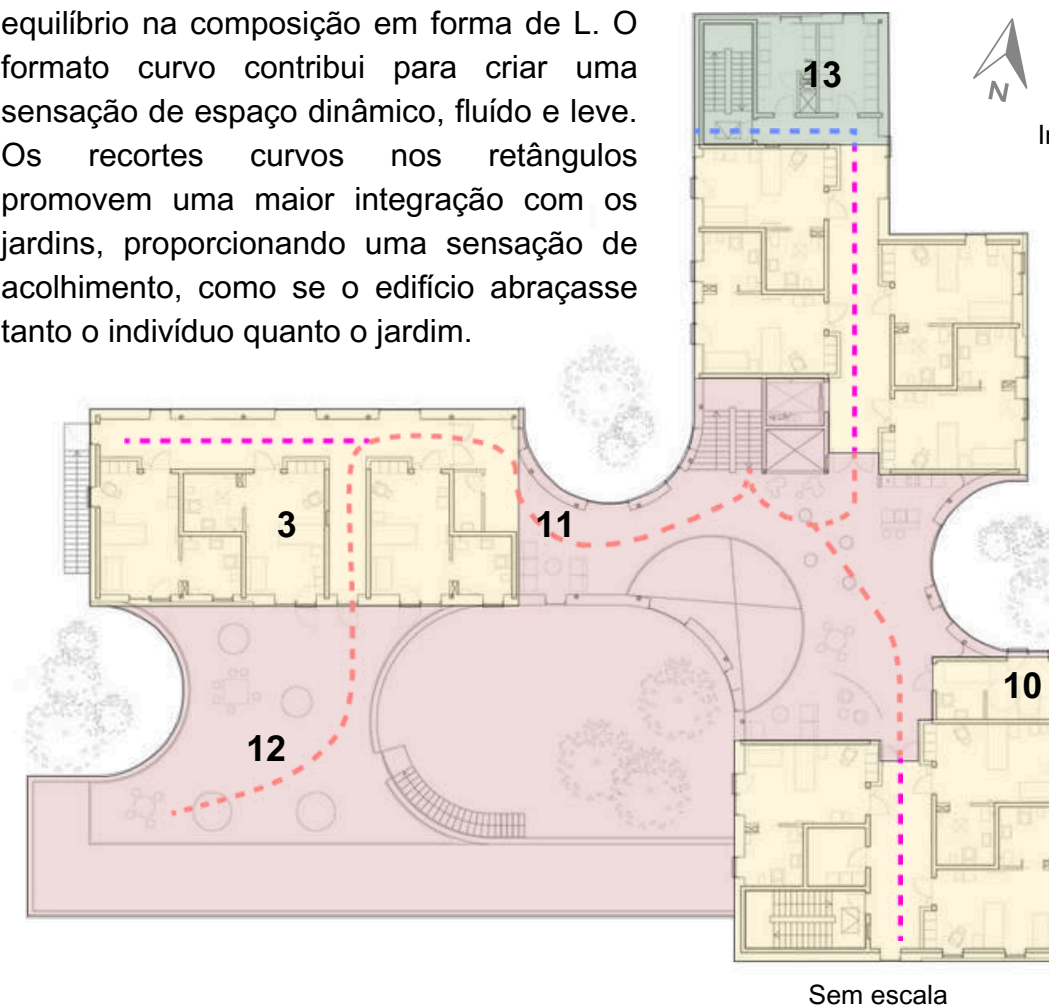 equilíbrio na composição em forma de L. O
formato curvo contribui para criar uma
sensação de espaço dinâmico, fluído e leve.
Os recortes curvos nos retângulos
promovem uma maior integração com os
jardins, proporcionando uma sensação de
acolhimento, como se o edifício abraçasse
tanto o indivíduo quanto o jardim.
13
N
3
11
10
12
Sem escala